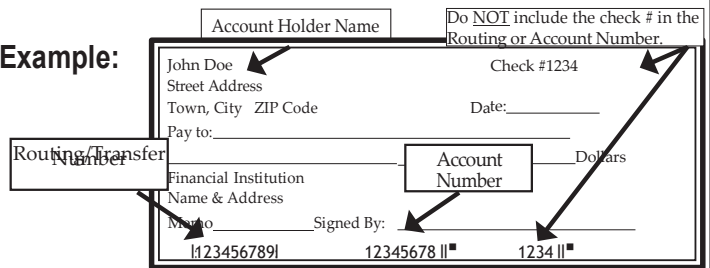 Account Holder Name
Do NOT include the check # in the
Routing or Account Number.
Example:
John Doe
Check #1234
Street Address
Town, City ZIP Code
Date:
Pay to:
Routing/Transfer
Number
Account
Number
Dollars
Financial Institution
Name & Address
Memo
Signed By:
|:123456789|
12345678 ||■
1234 ||■